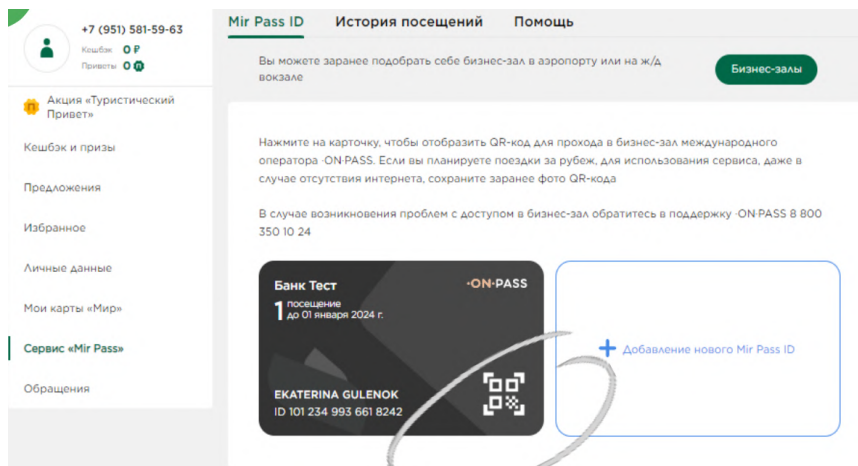 +7 (951) 581-59-63
Кешбэк 0 ₽
Приветы 0
Акция «Туристический
Привет»
Кешбэк и призы
Предложения
Избранное
Личные данные
Мои карты «Мир»
Сервис «Mir Pass»
Обращения
Mir Pass ID История посещений Помощь
Вы можете заранее подобрать себе бизнес-зал в аэропорту или на ж/д
вокзале
Бизнес-залы
Нажмите на карточку, чтобы отобразить QR-код для прохода в бизнес-зал международного
оператора ·ON·PASS. Если вы планируете поездки за рубеж, для использования сервиса, даже в
случае отсутствия интернета, сохраните заранее фото QR-кода
В случае возникновения проблем с доступом в бизнес-зал обратитесь в поддержку ·ON·PASS 8 800
350 10 24
Банк Тест ·ON·PASS
1 посещение
до 01 января 2024 г.
EKATERINA GULENOK
ID 101 234 993 661 8242
+ Добавление нового Mir Pass ID